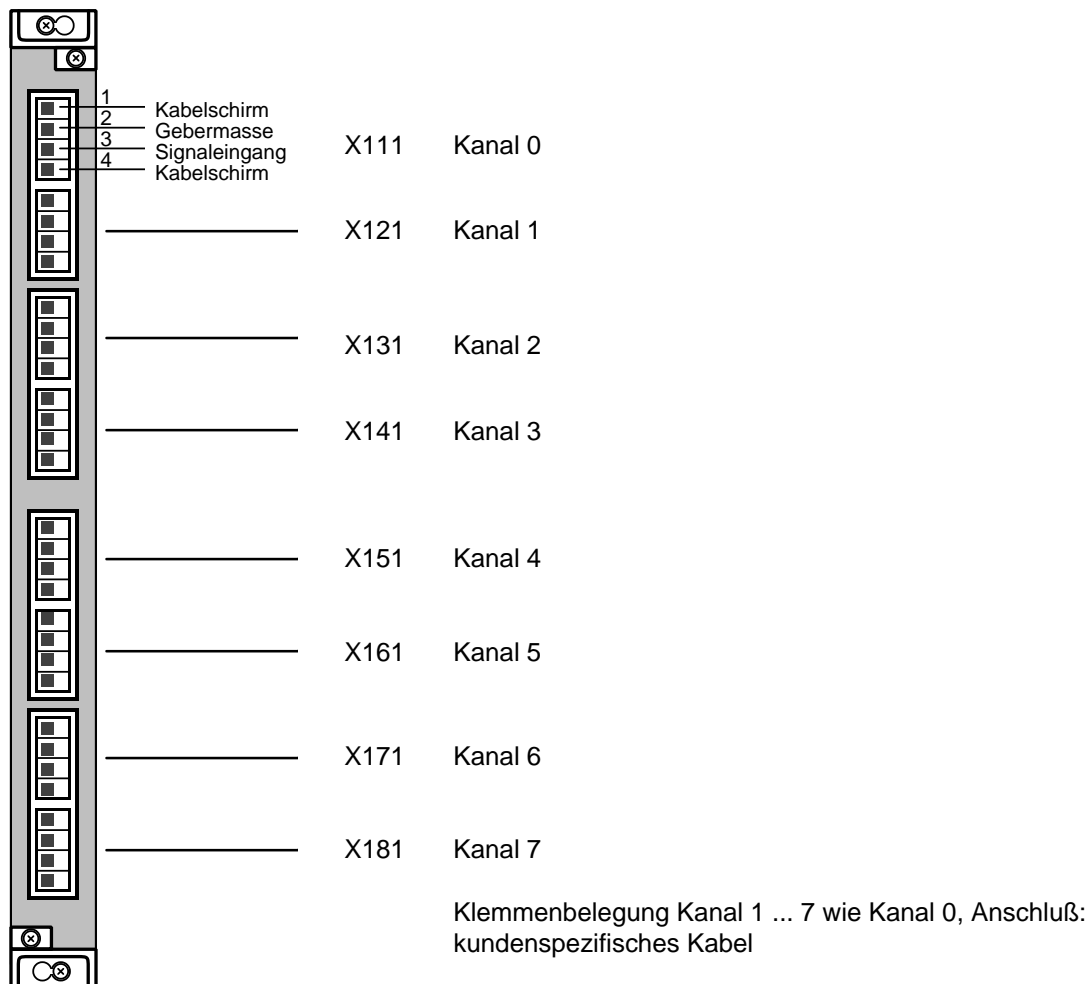 1 Kabelschirm
2 Gebermasse
3 Signaleingang
4 Kabelschirm
X111 Kanal 0
X121 Kanal 1
X131 Kanal 2
X141 Kanal 3
X151 Kanal 4
X161 Kanal 5
X171 Kanal 6
X181 Kanal 7
Klemmenbelegung Kanal 1 ... 7 wie Kanal 0, Anschluß:
kundenspezifisches Kabel